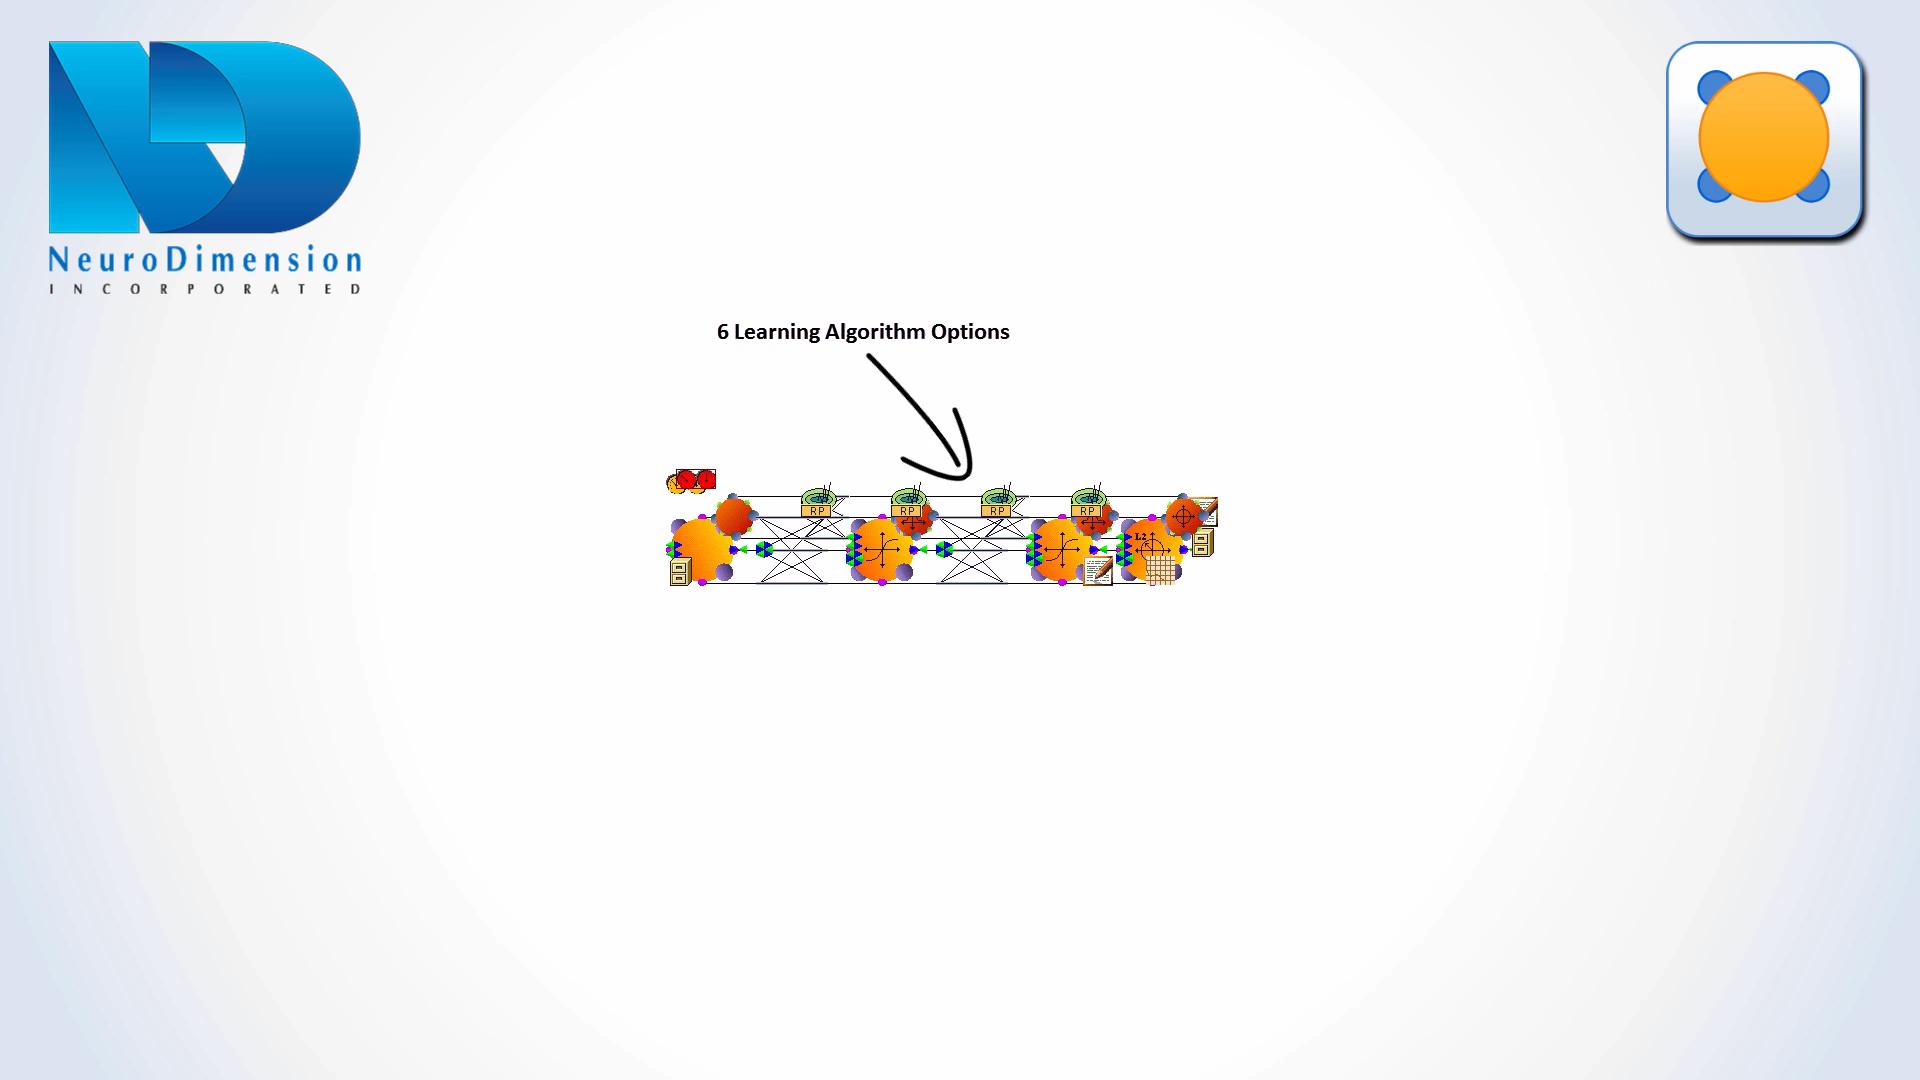 NeuroDimension
INCORPORATED
6 Learning Algorithm Options
RP RP RP RP
L2